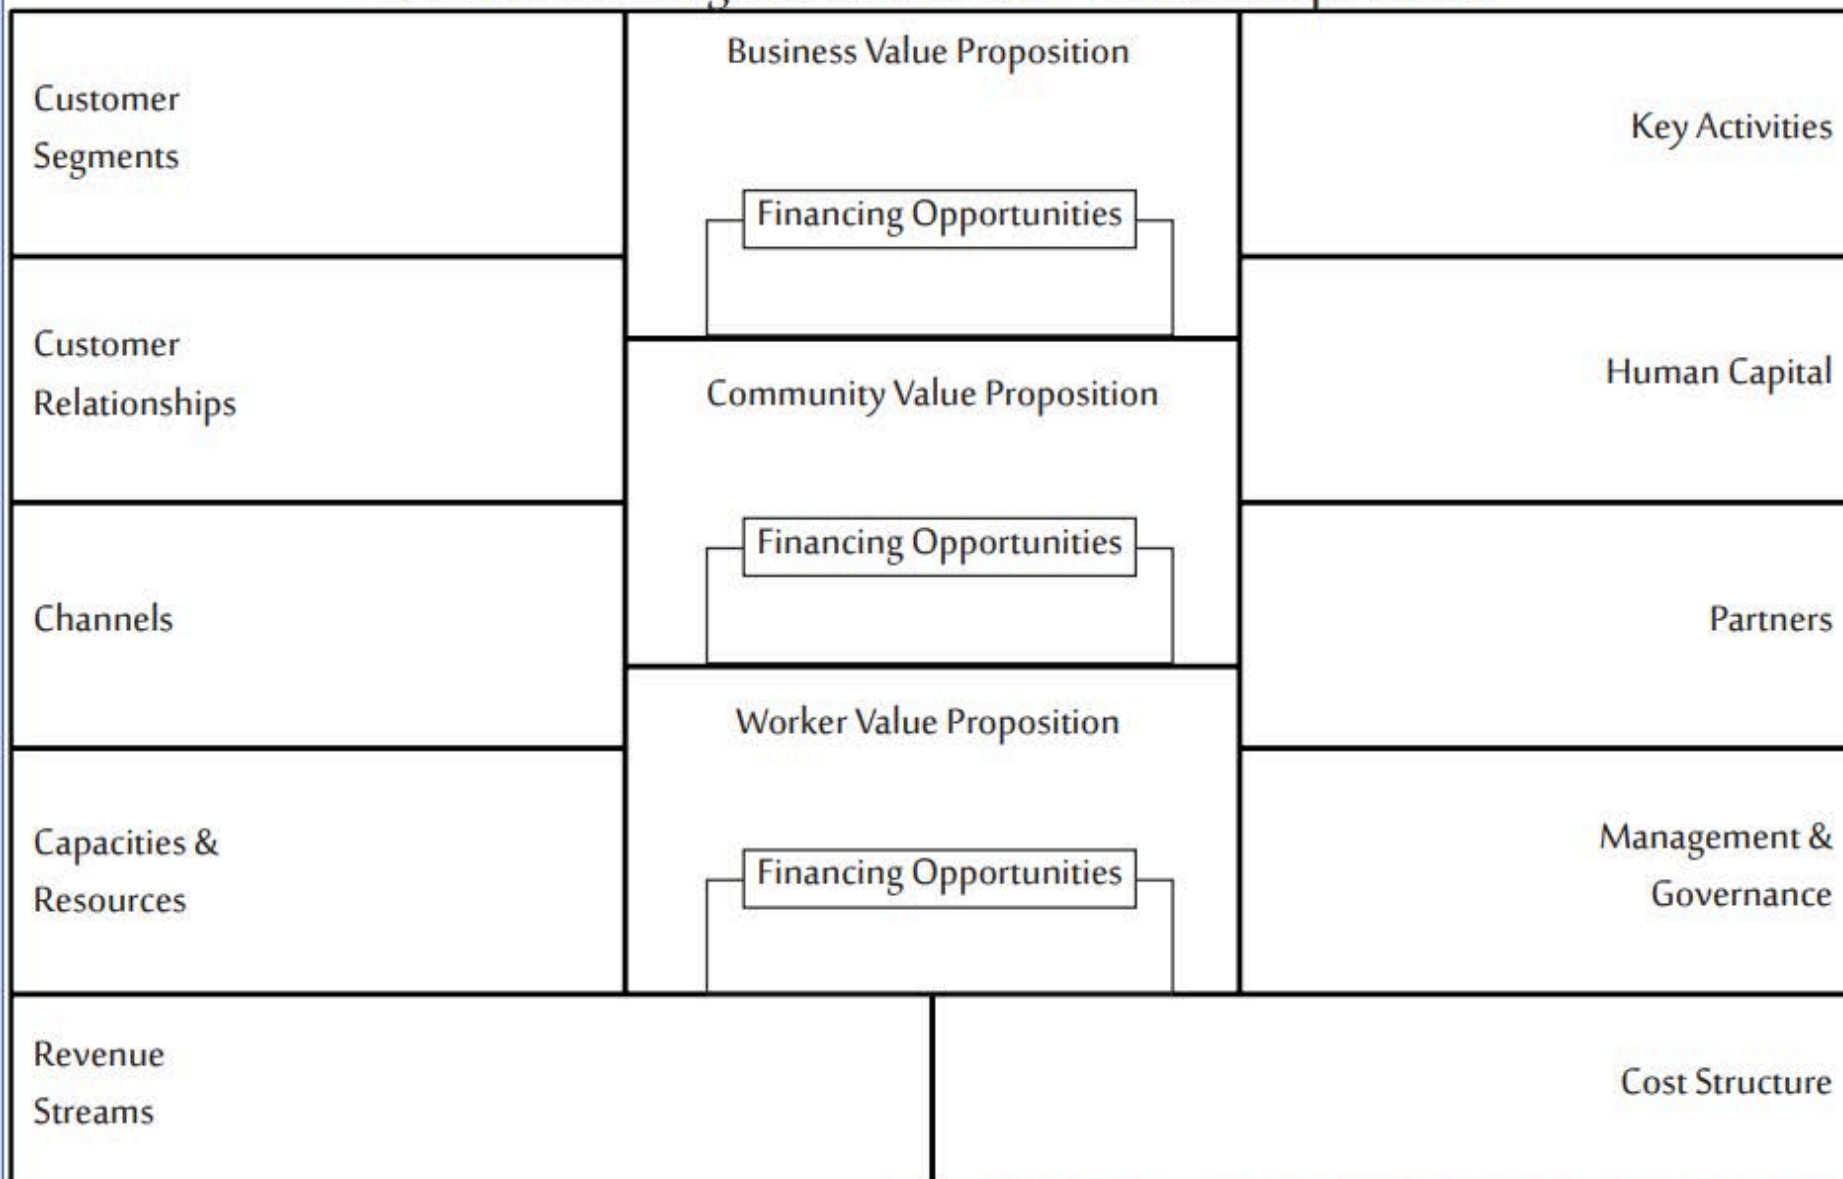 Customer
Segments
Business Value Proposition
Financing Opportunities
Key Activities
Customer
Relationships
Community Value Proposition
Financing Opportunities
Human Capital
Channels
Partners
Worker Value Proposition
Financing Opportunities
Capacities &
Resources
Management &
Governance
Revenue
Streams
Cost Structure